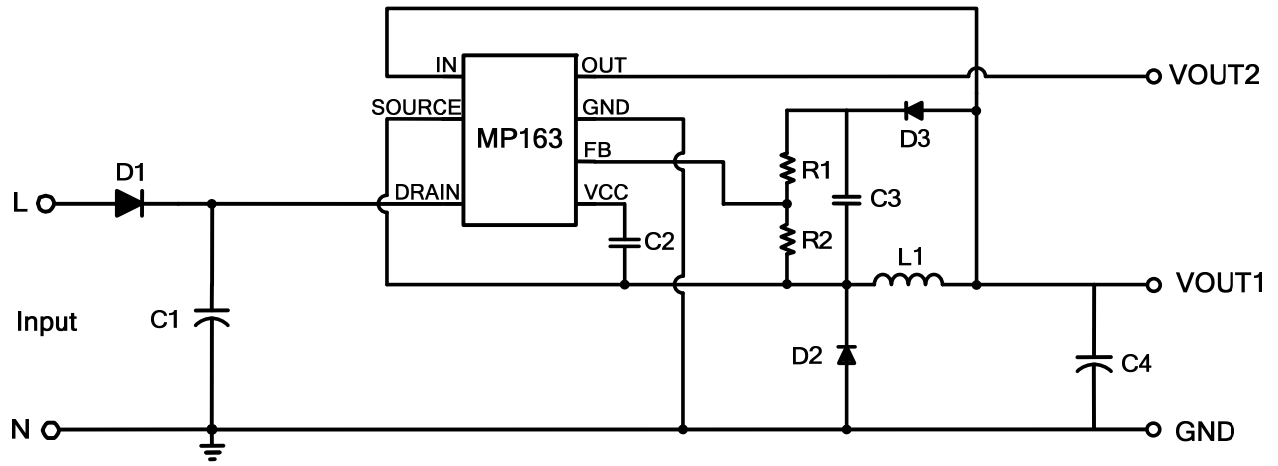 IN
OUT
VOUT2
SOURCE
GND
MP163
D3
FB
D1
R1
L
DRAIN
VCC
C3
C2
R2
L1
VOUT1
Input
C1
D2
C4
N
GND